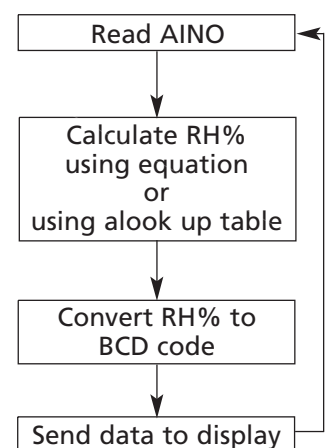 Read AINO
Calculate RH%
using equation
or
using alook up table
Convert RH% to
BCD code
Send data to display